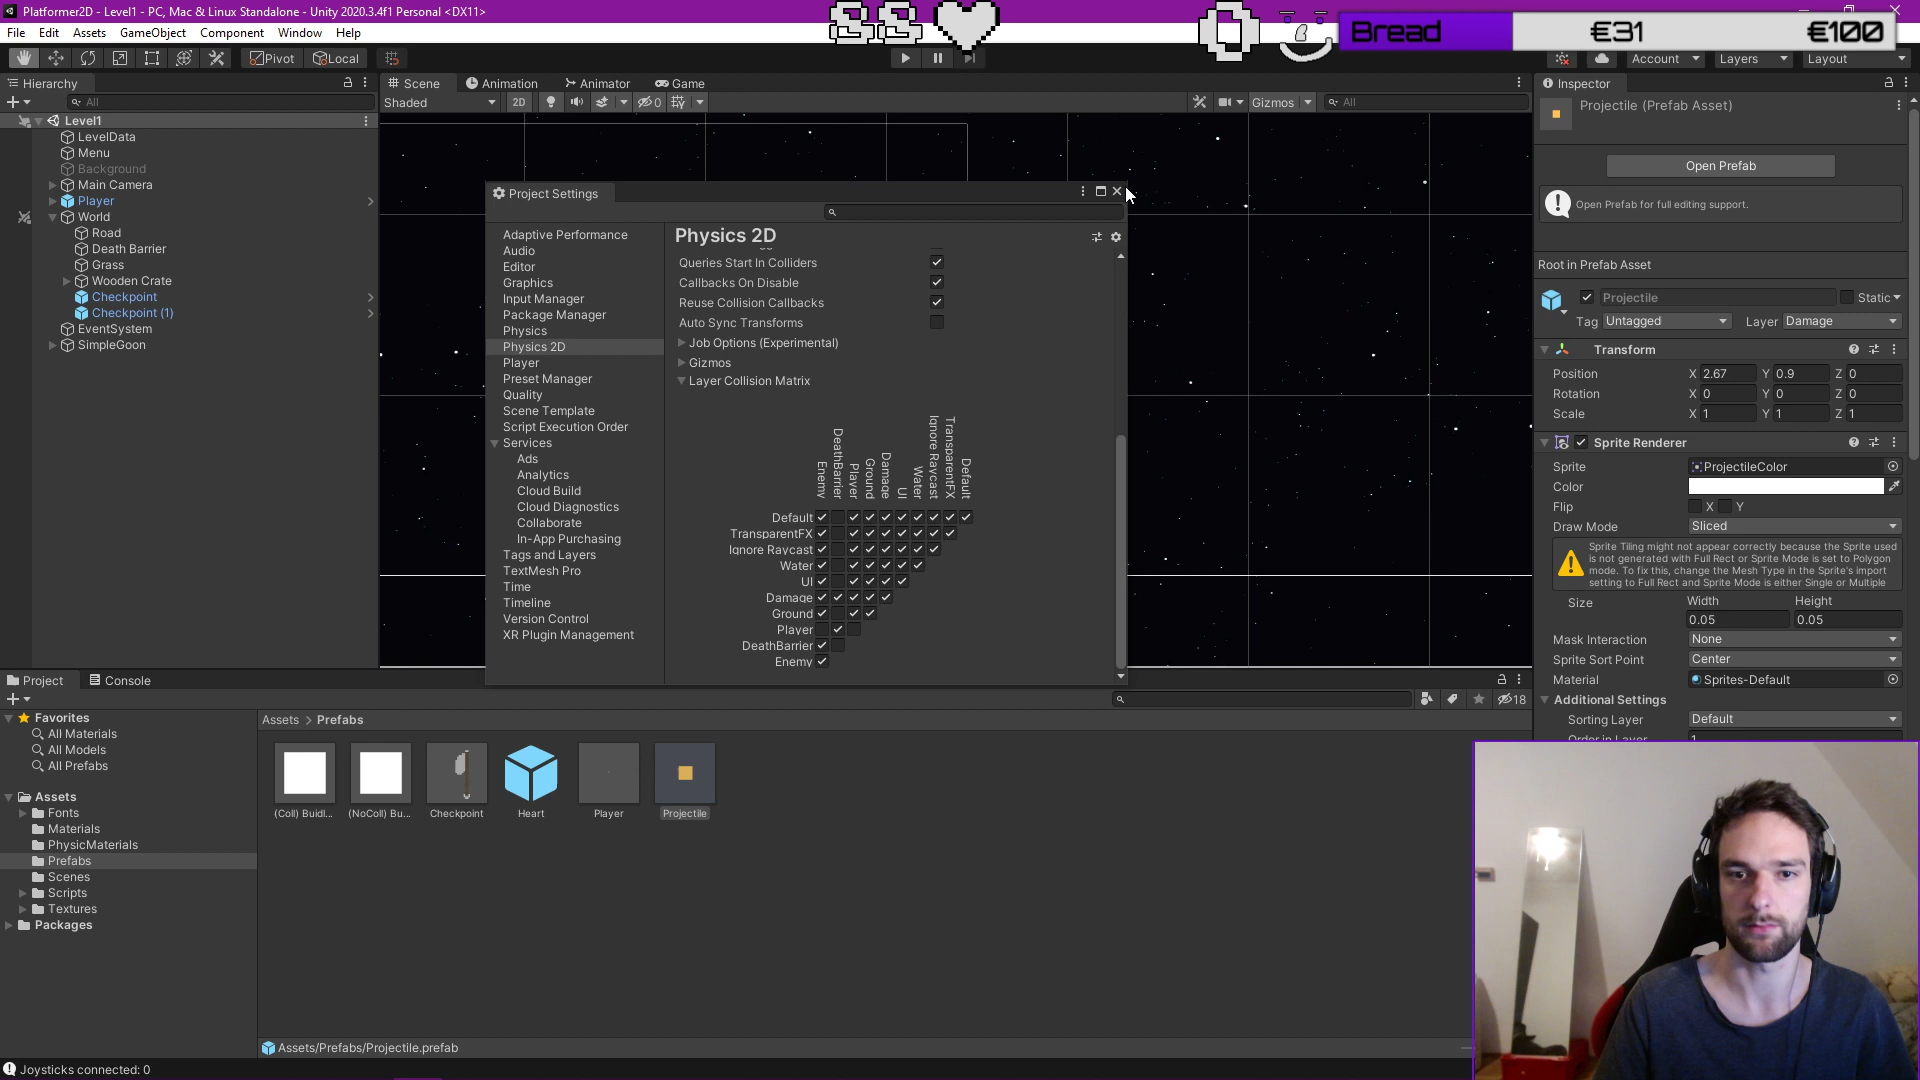 Platformer2D - Level1 - PC, Mac & Linux Standalone - Unity 2020.3.4f1 Personal <DX11>
Bread €31 €100
File Edit Assets GameObject Component Window Help
Pivot Local
Account Layers Layout
Hierarchy
Scene Animation Animator Game
Inspector
All
Shaded 2D 0 Gizmos All
Level1
LevelData
Menu
Background
Main Camera
Player
World
Road
Death Barrier
Grass
Wooden Crate
Checkpoint
Checkpoint (1)
EventSystem
SimpleGoon
Project Settings
Adaptive Performance
Audio
Editor
Graphics
Input Manager
Package Manager
Physics
Physics 2D
Player
Preset Manager
Quality
Scene Template
Script Execution Order
Services
Ads
Analytics
Cloud Build
Cloud Diagnostics
Collaborate
In-App Purchasing
Tags and Layers
TextMesh Pro
Time
Timeline
Version Control
XR Plugin Management
Physics 2D
Queries Start In Colliders
Callbacks On Disable
Reuse Collision Callbacks
Auto Sync Transforms
Job Options (Experimental)
Gizmos
Layer Collision Matrix
Enemy
DeathBarrier
Player
Ground
Damage
UI
Water
Ignore Raycast
TransparentFX
Default
Default
TransparentFX
Ignore Raycast
Water
UI
Damage
Ground
Player
DeathBarrier
Enemy
Projectile (Prefab Asset)
Open Prefab
Open Prefab for full editing support.
Root in Prefab Asset
Projectile Static
Tag Untagged Layer Damage
Transform
Position X 2.67 Y 0.9 Z 0
Rotation X 0 Y 0 Z 0
Scale X 1 Y 1 Z 1
Sprite Renderer
Sprite ProjectileColor
Color
Flip X Y
Draw Mode Sliced
Sprite Tiling might not appear correctly because the Sprite used
is not generated with Full Rect or Sprite Mode is set to Polygon
mode. To fix this, change the Mesh Type in the Sprite's import
setting to Full Rect and Sprite Mode is either Single or Multiple
Size Width Height
0.05 0.05
Mask Interaction None
Sprite Sort Point Center
Material Sprites-Default
Additional Settings
Sorting Layer Default
Order in Layer 1
Project Console
18
Favorites
All Materials
All Models
All Prefabs
Assets
Fonts
Materials
PhysicMaterials
Prefabs
Scenes
Scripts
Textures
Packages
Assets > Prefabs
(Coll) Buidl... (NoColl) Bu... Checkpoint Heart Player Projectile
Assets/Prefabs/Projectile.prefab
Joysticks connected: 0